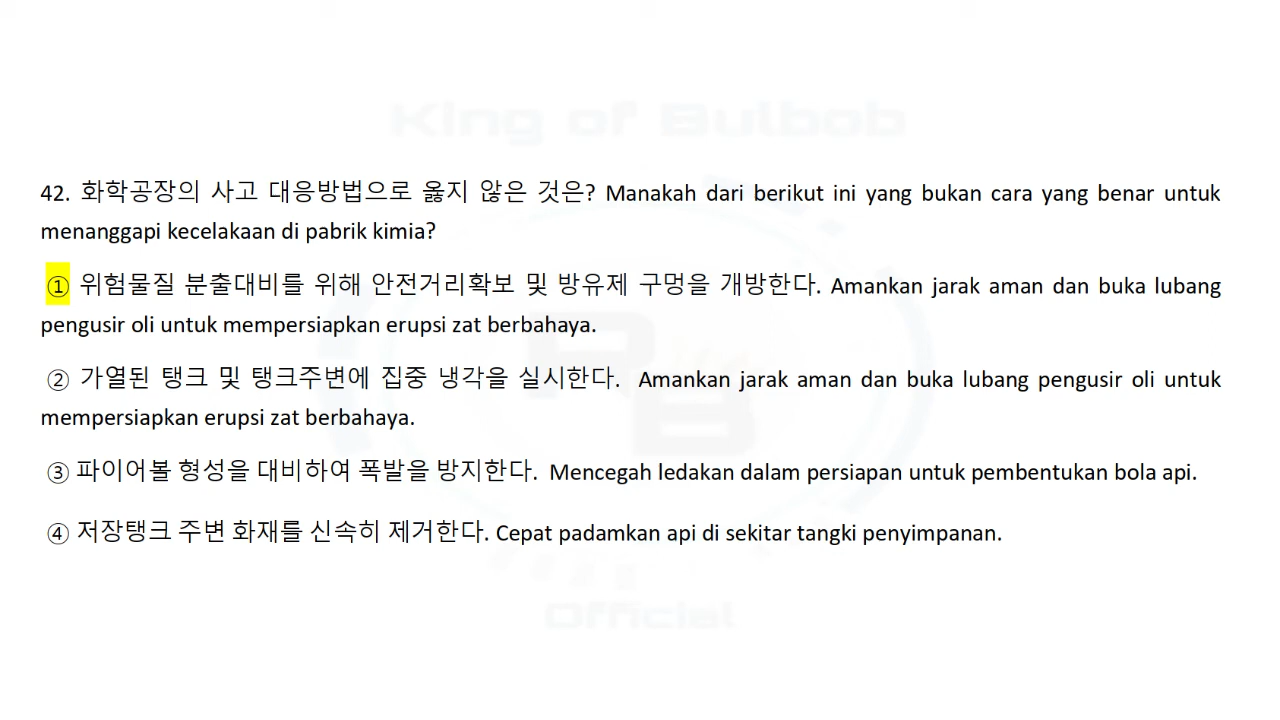 King of Bulbob
42. 화학공장의 사고 대응방법으로 옳지 않은 것은? Manakah dari berikut ini yang bukan cara yang benar untuk
menanggapi kecelakaan di pabrik kimia?
① 위험물질 분출대비를 위해 안전거리확보 및 방유제 구멍을 개방한다. Amankan jarak aman dan buka lubang
pengusir oli untuk mempersiapkan erupsi zat berbahaya.
② 가열된 탱크 및 탱크주변에 집중 냉각을 실시한다. Amankan jarak aman dan buka lubang pengusir oli untuk
mempersiapkan erupsi zat berbahaya.
③ 파이어볼 형성을 대비하여 폭발을 방지한다. Mencegah ledakan dalam persiapan untuk pembentukan bola api.
④ 저장탱크 주변 화재를 신속히 제거한다. Cepat padamkan api di sekitar tangki penyimpanan.
Official